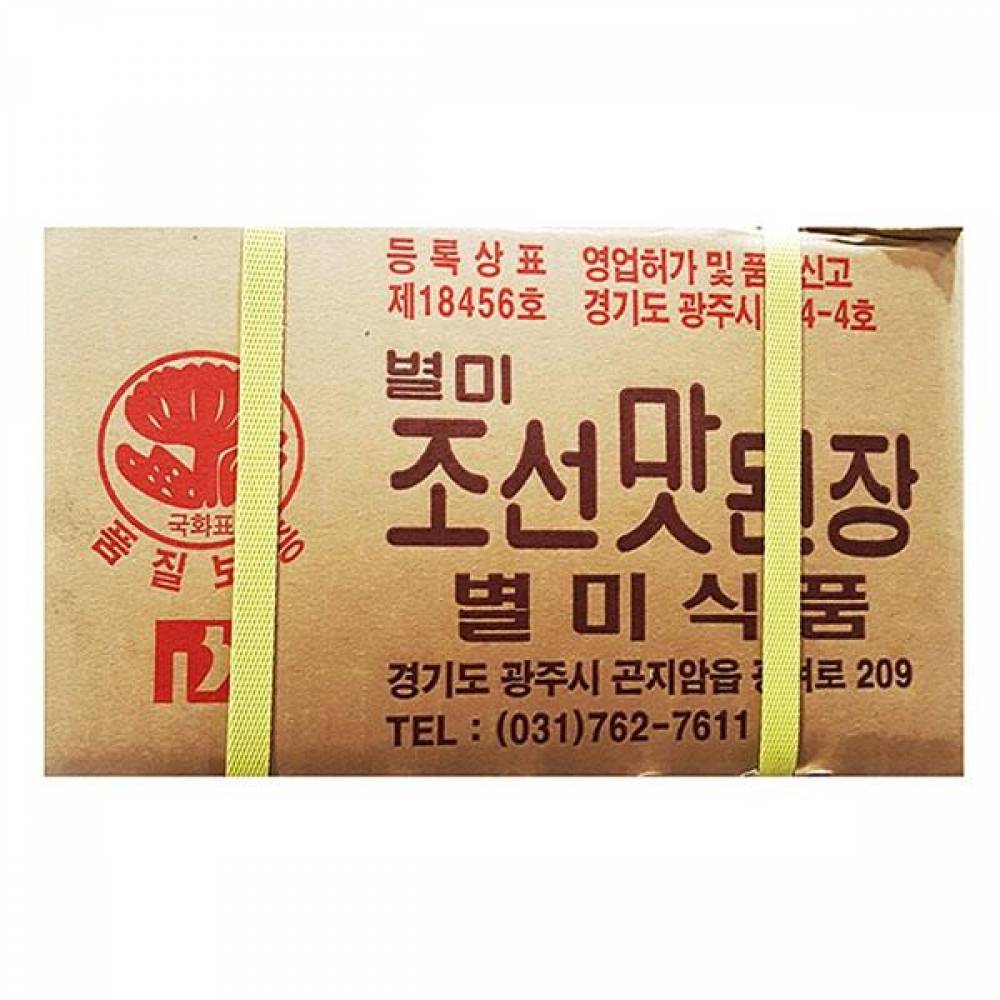 등록상표 영업허가 및 신고
제18456호 경기도 광주시 4-4호
별미
조선맛된장
별미식품
경기도 광주시 곤지암읍 209
TEL : (031)762-7611
국화표
품질